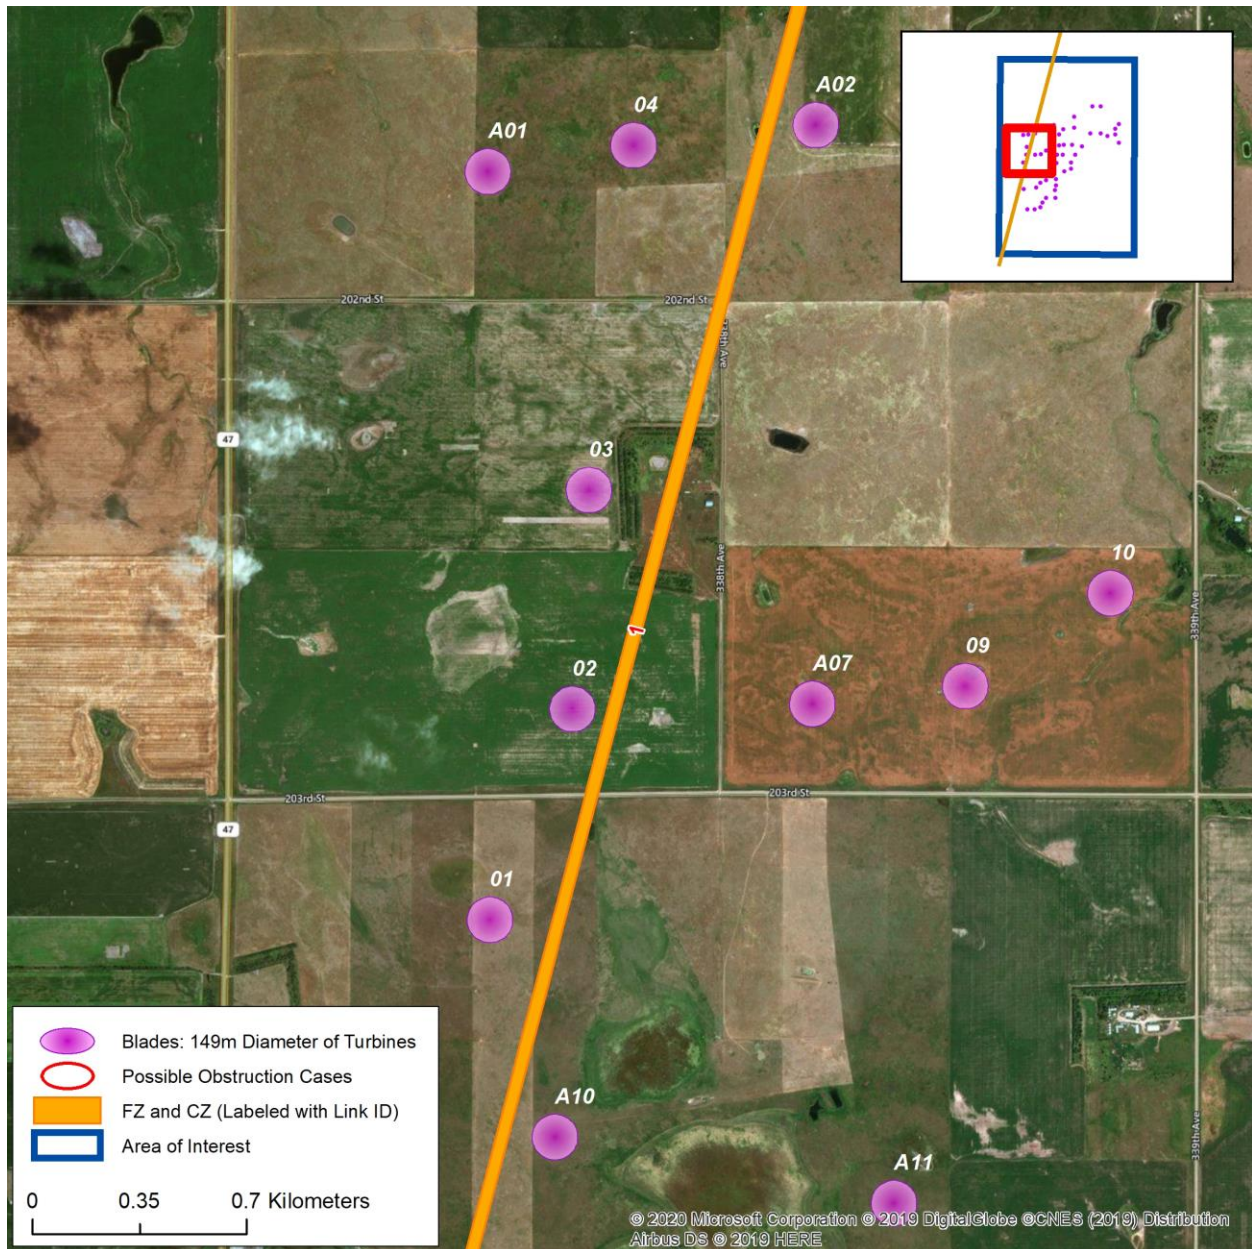 A02
04
A01
202nd St
202nd St
338th Ave
47
03
10
338th Ave
339th Ave
1
09
02
A07
203rd St
203rd St
47
01
A10
339th Ave
A11
Blades: 149m Diameter of Turbines
Possible Obstruction Cases
FZ and CZ (Labeled with Link ID)
Area of Interest
0 0.35 0.7 Kilometers
© 2020 Microsoft Corporation © 2019 DigitalGlobe ©CNES (2019) Distribution
Airbus DS © 2019 HERE